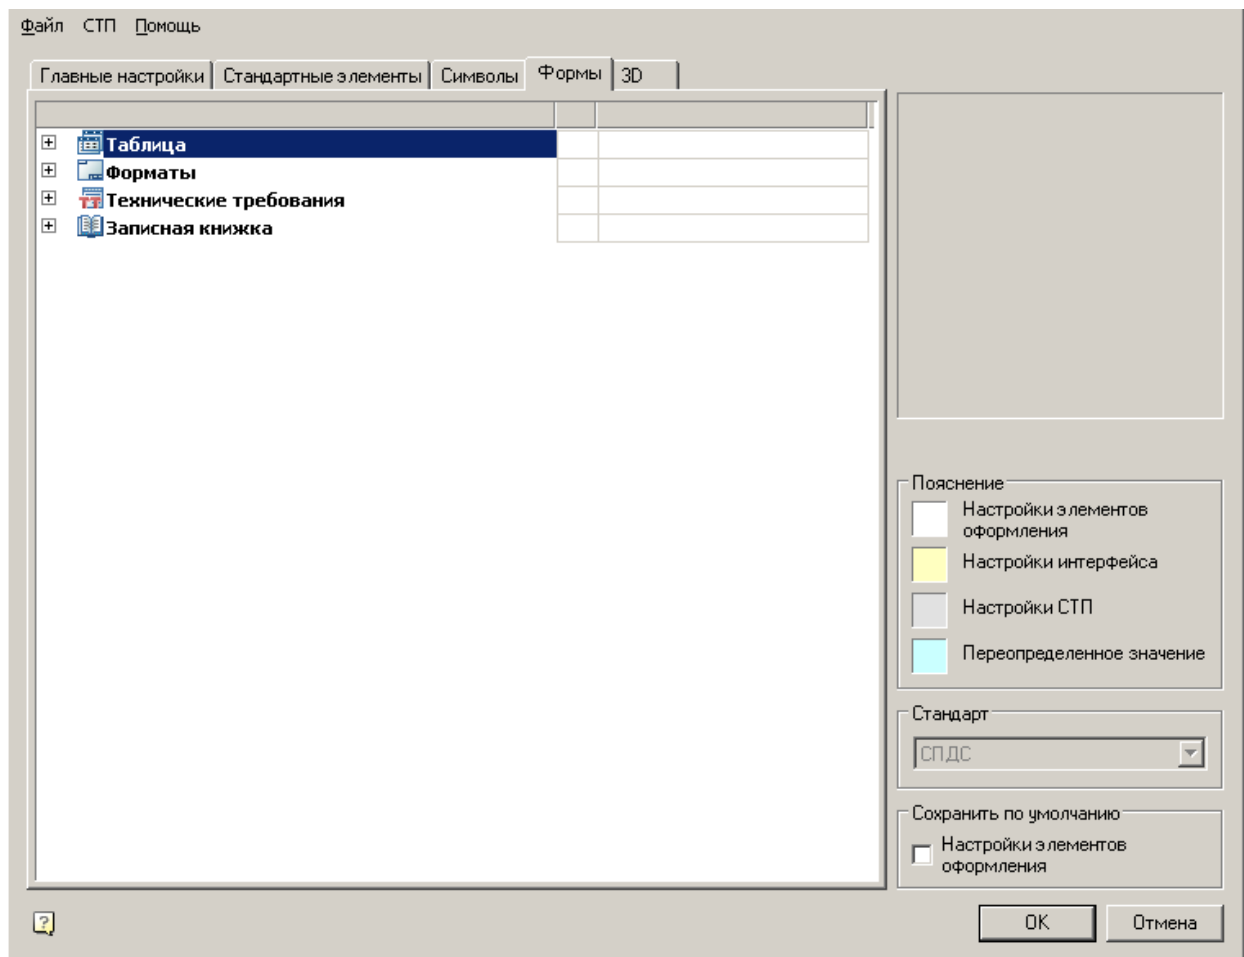 Файл СТП Помощь
Главные настройки Стандартные элементы Символы Формы 3D
Таблица
Форматы
Технические требования
Записная книжка
Пояснение
Настройки элементов
оформления
Настройки интерфейса
Настройки СТП
Переопределенное значение
Стандарт
СПДС
Сохранить по умолчанию
Настройки элементов
оформления
?
OK Отмена